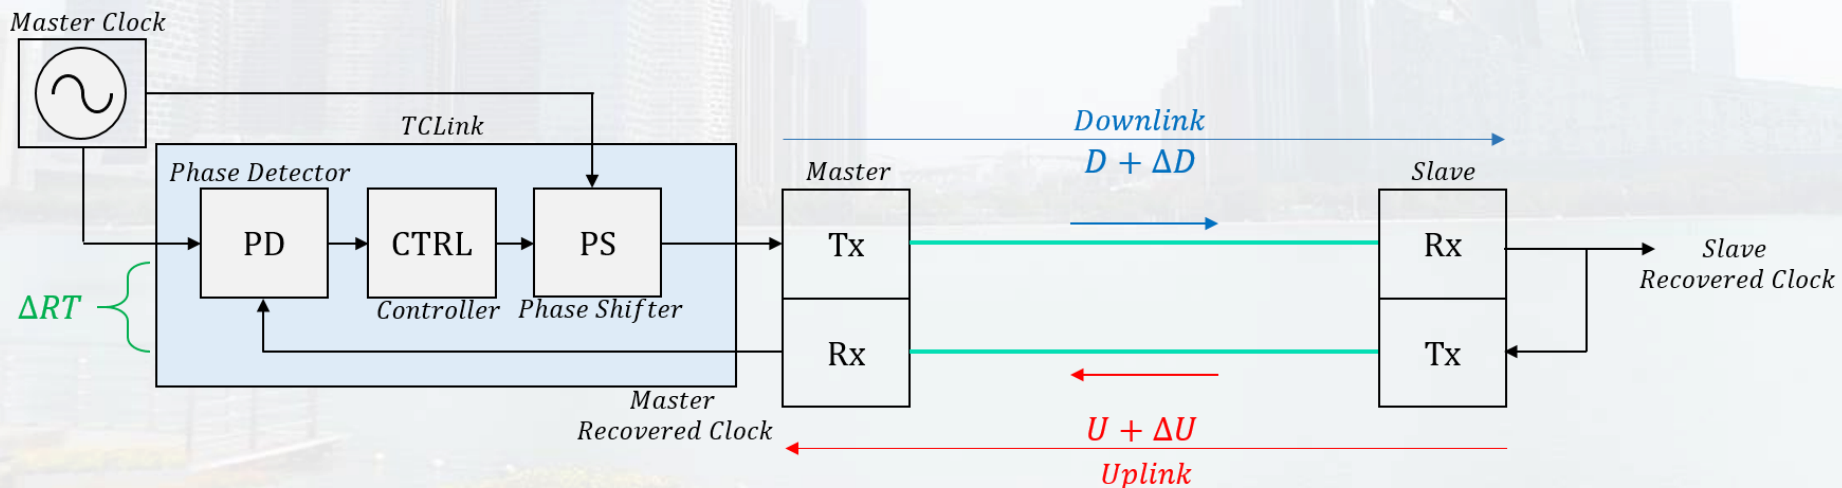 Master Clock
TCLink
Phase Detector
PD
CTRL
PS
Controller
Phase Shifter
ΔRT
Master
Recovered Clock
Downlink
D + ΔD
Master
Tx
Rx
Slave
Rx
Tx
U + ΔU
Uplink
Slave
Recovered Clock